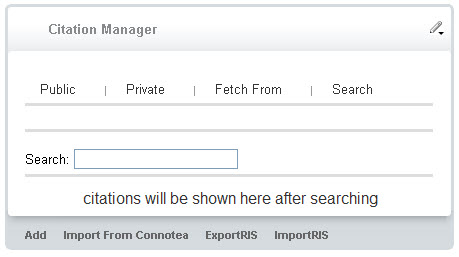 Citation Manager
Public | Private | Fetch From | Search
Search:
citations will be shown here after searching
Add Import From Connotea ExportRIS ImportRIS